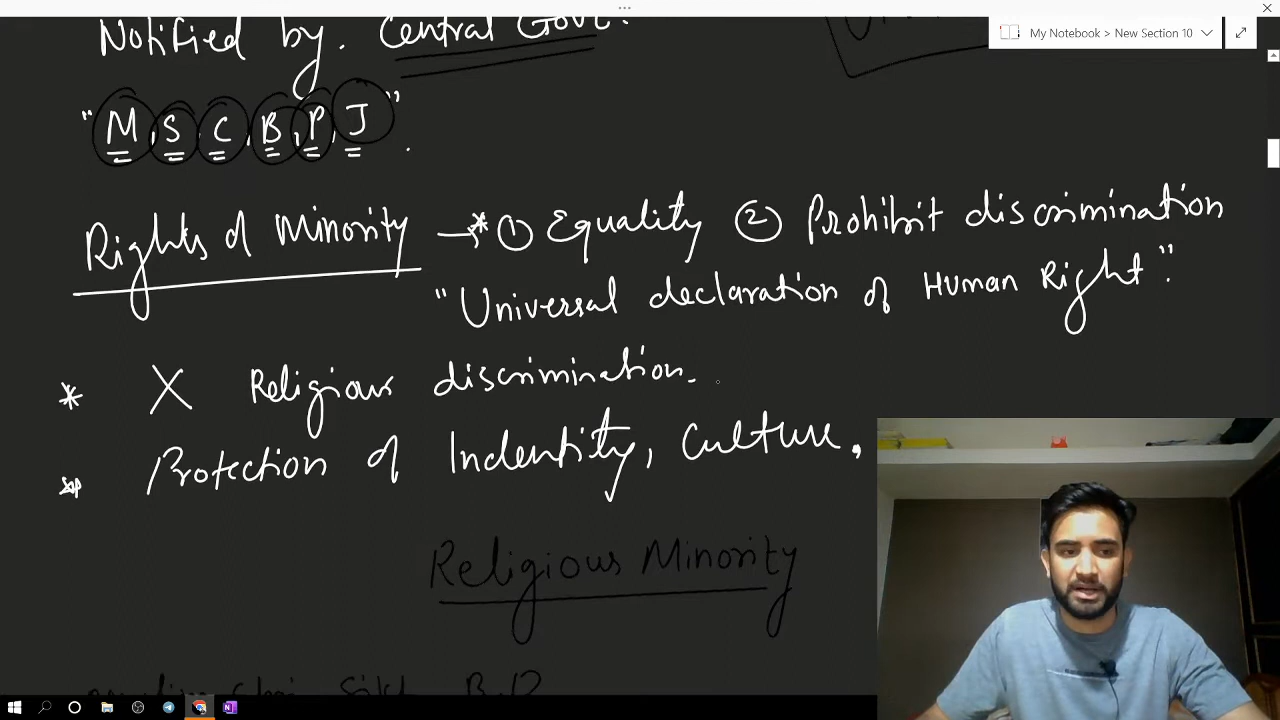 My Notebook > New Section 10
Notified by. Central Govt.
"M, S, C, B, P, J".
Rights of Minority → * ① Equality ② Prohibit discrimination
"Universal declaration of Human Right".
* X Religious discrimination.
* Protection of Indentity, Culture,
Religious Minority